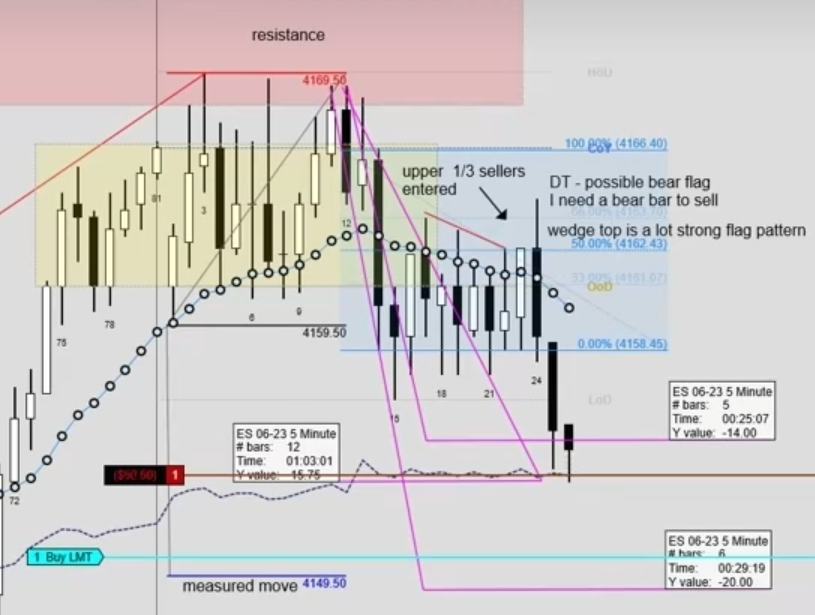 resistance
HoD
4169.50
100.00% (4166.40)
CoY
upper 1/3 sellers
entered
DT - possible bear flag
I need a bear bar to sell
wedge top is a lot strong flag pattern
81
3
12
50.00% (4162.43)
33.00% (4161.07)
OoD
75
78
6
9
4159.50
0.00% (4158.45)
24
18
21
15
LoD
ES 06-23 5 Minute
# bars: 5
Time: 00:25:07
Y value: -14.00
ES 06-23 5 Minute
# bars: 12
Time: 01:03:01
Y value: -15.75
($50.50) 1
72
1 Buy LMT
ES 06-23 5 Minute
# bars: 6
Time: 00:29:19
Y value: -20.00
measured move 4149.50